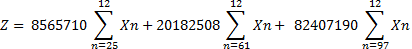 Z = 8565710 ∑_{n=25}^{12} Xn + 20182508 ∑_{n=61}^{12} Xn + 82407190 ∑_{n=97}^{12} Xn